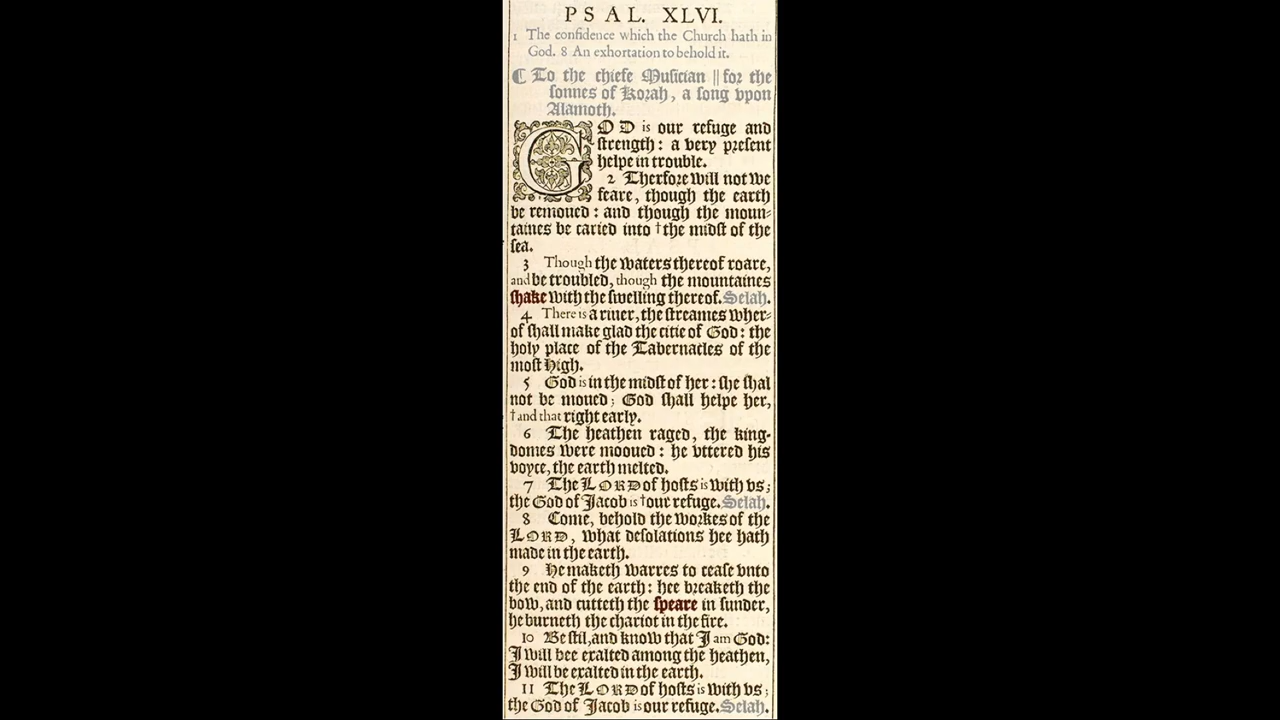 PSAL. XLVI.
1 The confidence which the Church hath in
God. 8 An exhortation to behold it.
¶ To the chiefe Musician || for the
sonnes of Korah, a song vpon
Alamoth.
GOD is our refuge and
strength: a very present
helpe in trouble.
2 Therfore will not we
feare, though the earth
be remoued: and though the moun-
taines be caried into † the midst of the
sea.
3 Though the waters thereof roare,
and be troubled, though the mountaines
shake with the swelling thereof. Selah.
4 There is a riuer, the streames wher-
of shall make glad the citie of God: the
holy place of the Tabernacles of the
most High.
5 God is in the midst of her: she shal
not be moued; God shall helpe her,
† and that right early.
6 The heathen raged, the king-
domes were mooued: he vttered his
voyce, the earth melted.
7 The LORD of hosts is with vs;
the God of Jacob is † our refuge. Selah.
8 Come, behold the workes of the
LORD, what desolations hee hath
made in the earth.
9 He maketh warres to cease vnto
the end of the earth: hee breaketh the
bow, and cutteth the speare in sunder,
he burneth the chariot in the fire.
10 Be stil, and know that I am God:
I will bee exalted among the heathen,
I will be exalted in the earth.
11 The LORD of hosts is with vs;
the God of Jacob is our refuge. Selah.